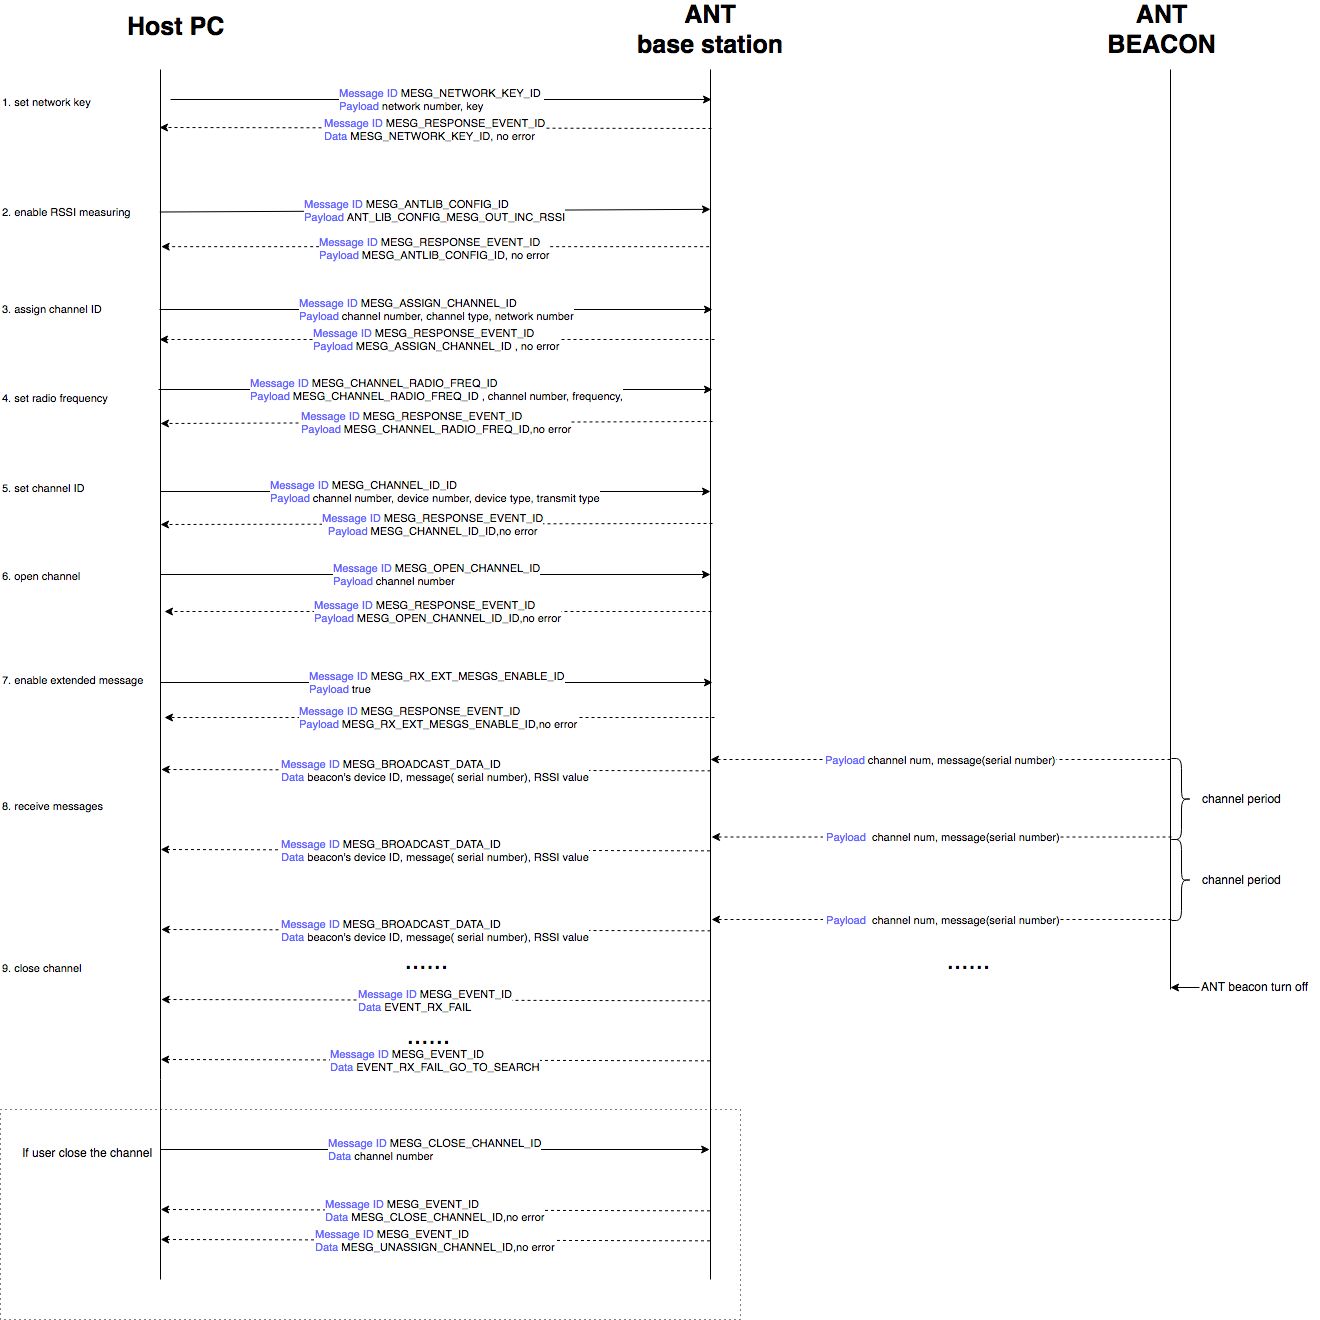 Host PC
ANT
base station
ANT
BEACON
1. set network key
Message ID MESG_NETWORK_KEY_ID
Payload network number, key
Message ID MESG_RESPONSE_EVENT_ID
Data MESG_NETWORK_KEY_ID, no error
2. enable RSSI measuring
Message ID MESG_ANTLIB_CONFIG_ID
Payload ANT_LIB_CONFIG_MESG_OUT_INC_RSSI
Message ID MESG_RESPONSE_EVENT_ID
Payload MESG_ANTLIB_CONFIG_ID, no error
3. assign channel ID
Message ID MESG_ASSIGN_CHANNEL_ID
Payload channel number, channel type, network number
Message ID MESG_RESPONSE_EVENT_ID
Payload MESG_ASSIGN_CHANNEL_ID , no error
4. set radio frequency
Message ID MESG_CHANNEL_RADIO_FREQ_ID
Payload MESG_CHANNEL_RADIO_FREQ_ID , channel number, frequency,
Message ID MESG_RESPONSE_EVENT_ID
Payload MESG_CHANNEL_RADIO_FREQ_ID,no error
5. set channel ID
Message ID MESG_CHANNEL_ID_ID
Payload channel number, device number, device type, transmit type
Message ID MESG_RESPONSE_EVENT_ID
Payload MESG_CHANNEL_ID_ID,no error
6. open channel
Message ID MESG_OPEN_CHANNEL_ID
Payload channel number
Message ID MESG_RESPONSE_EVENT_ID
Payload MESG_OPEN_CHANNEL_ID_ID,no error
7. enable extended message
Message ID MESG_RX_EXT_MESGS_ENABLE_ID
Payload true
Message ID MESG_RESPONSE_EVENT_ID
Payload MESG_RX_EXT_MESGS_ENABLE_ID,no error
Payload channel num, message(serial number)
Message ID MESG_BROADCAST_DATA_ID
Data beacon's device ID, message( serial number), RSSI value
channel period
8. receive messages
Payload channel num, message(serial number)
Message ID MESG_BROADCAST_DATA_ID
Data beacon's device ID, message( serial number), RSSI value
channel period
Payload channel num, message(serial number)
Message ID MESG_BROADCAST_DATA_ID
Data beacon's device ID, message( serial number), RSSI value
9. close channel
......
......
ANT beacon turn off
Message ID MESG_EVENT_ID
Data EVENT_RX_FAIL
......
Message ID MESG_EVENT_ID
Data EVENT_RX_FAIL_GO_TO_SEARCH
If user close the channel
Message ID MESG_CLOSE_CHANNEL_ID
Data channel number
Message ID MESG_EVENT_ID
Data MESG_CLOSE_CHANNEL_ID,no error
Message ID MESG_EVENT_ID
Data MESG_UNASSIGN_CHANNEL_ID,no error